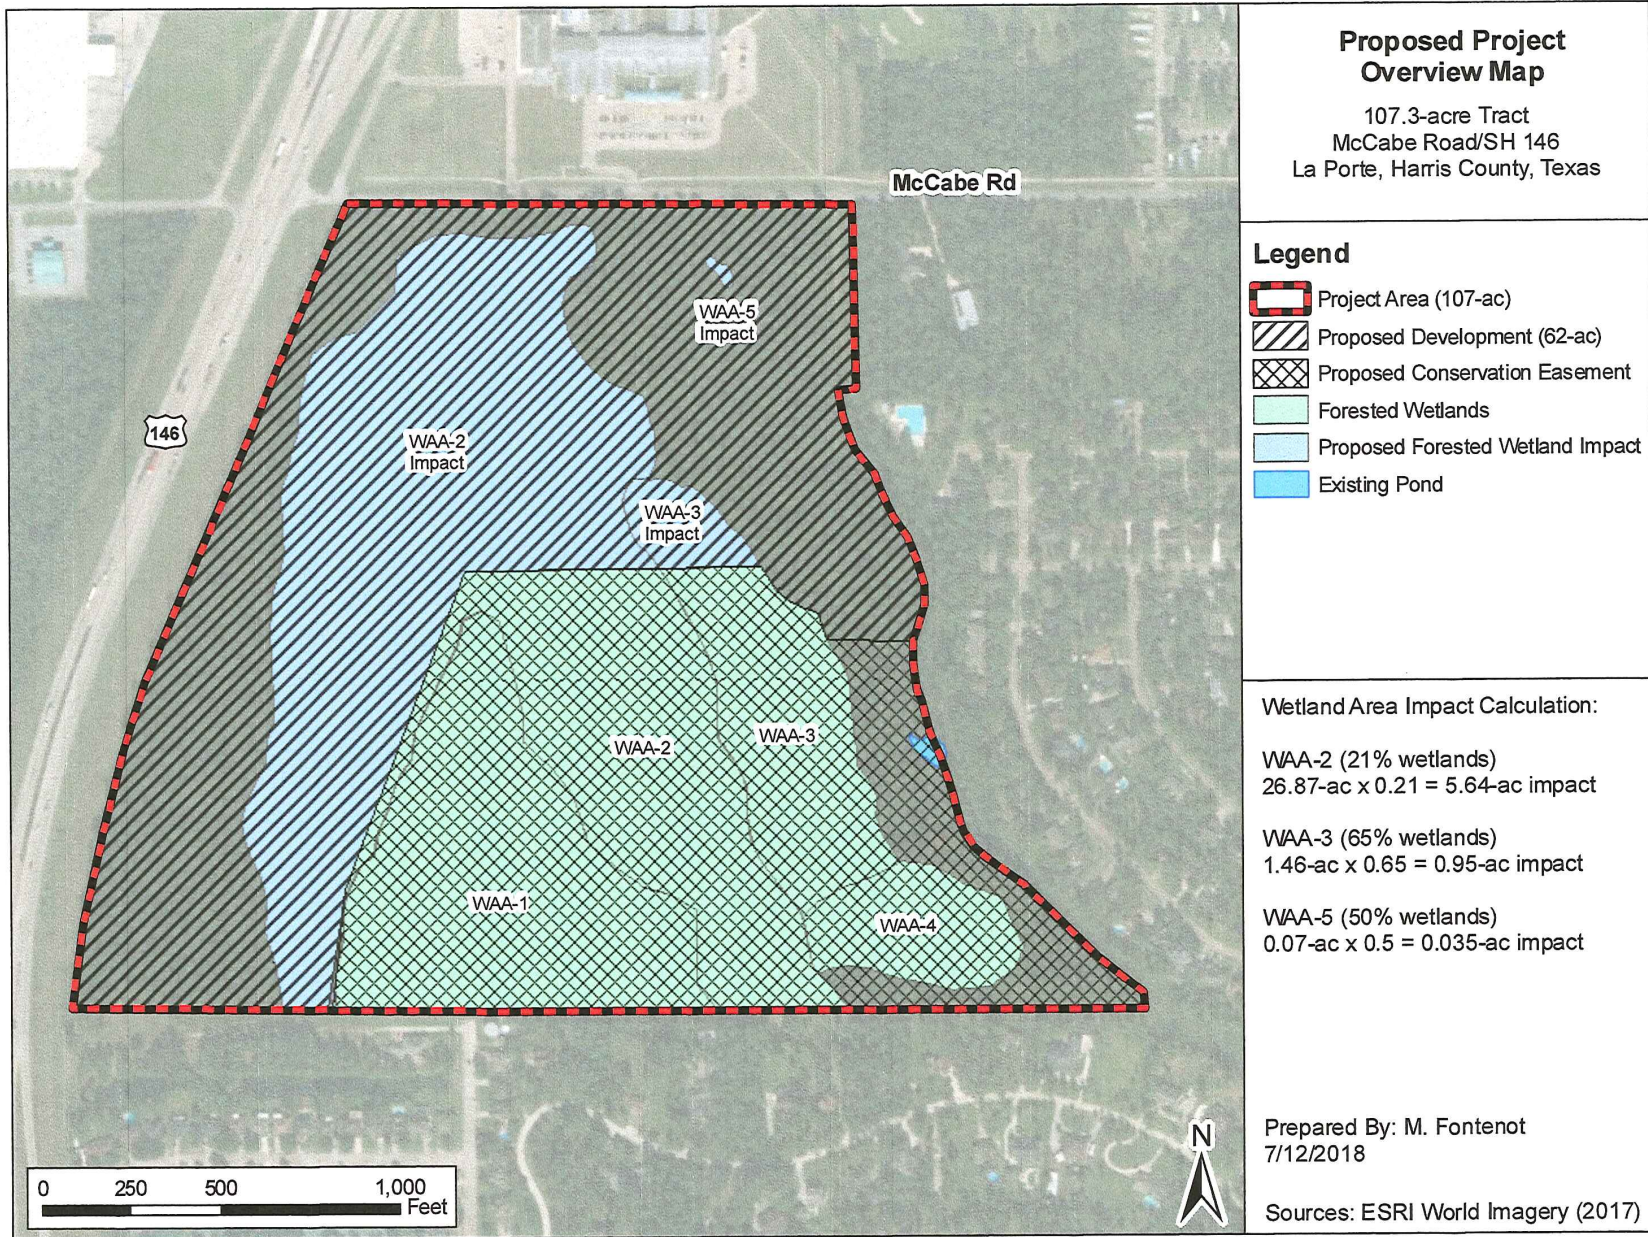 Proposed Project
Overview Map
107.3-acre Tract
McCabe Road/SH 146
La Porte, Harris County, Texas
McCabe Rd
146
WAA-5
Impact
WAA-2
Impact
WAA-3
Impact
WAA-2
WAA-3
WAA-1
WAA-4
0 250 500 1,000
Feet
N
Legend
Project Area (107-ac)
Proposed Development (62-ac)
Proposed Conservation Easement
Forested Wetlands
Proposed Forested Wetland Impact
Existing Pond
Wetland Area Impact Calculation:
WAA-2 (21% wetlands)
26.87-ac x 0.21 = 5.64-ac impact
WAA-3 (65% wetlands)
1.46-ac x 0.65 = 0.95-ac impact
WAA-5 (50% wetlands)
0.07-ac x 0.5 = 0.035-ac impact
Prepared By: M. Fontenot
7/12/2018
Sources: ESRI World Imagery (2017)